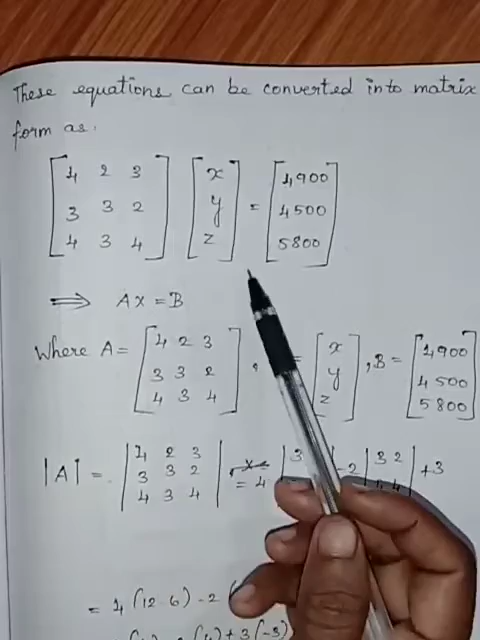 These equations can be converted into matrix
form as.
[4 2 3; 3 3 2; 4 3 4] [x; y; z] = [4900; 4500; 5800]
⟹ AX = B
Where A = [4 2 3; 3 3 2; 4 3 4], = [x; y; z], B = [4900; 4500; 5800]
|A| = |4 2 3; 3 3 2; 4 3 4| = 4 |3 -2 |3 2 +3
= 4 (12-6) -2 (
(4) + 3 (-3)